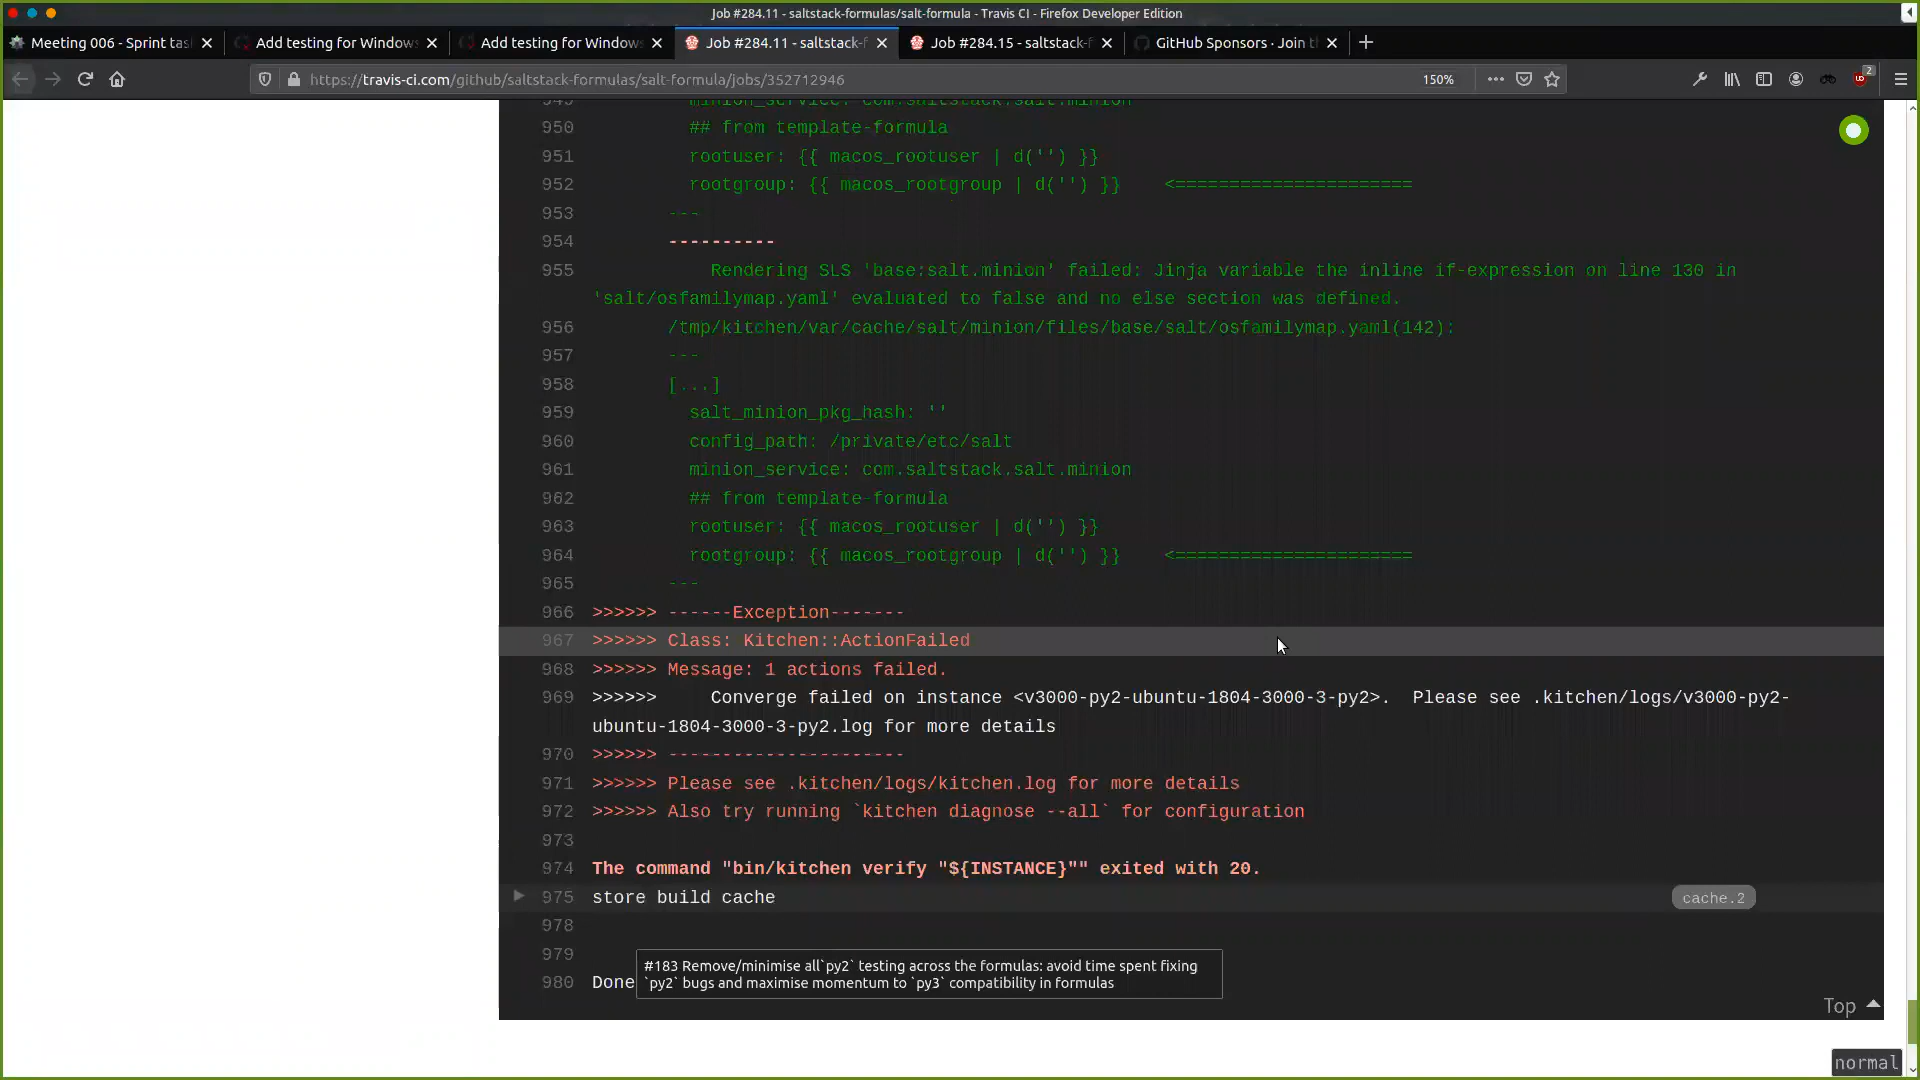 Job #284.11 - saltstack-formulas/salt-formula - Travis CI - Firefox Developer Edition
Meeting 006 - Sprint tas
Add testing for Windows
Add testing for Windows
Job #284.11 - saltstack-f
Job #284.15 - saltstack-f
GitHub Sponsors · Join t
https://travis-ci.com/github/saltstack-formulas/salt-formula/jobs/352712946
150%
2
949 minion_service: com.saltstack.salt.minion
950 ## from template-formula
951 rootuser: {{ macos_rootuser | d('') }}
952 rootgroup: {{ macos_rootgroup | d('') }} <======================
953 ---
954 ----------
955 Rendering SLS 'base:salt.minion' failed: Jinja variable the inline if-expression on line 130 in
'salt/osfamilymap.yaml' evaluated to false and no else section was defined.
956 /tmp/kitchen/var/cache/salt/minion/files/base/salt/osfamilymap.yaml(142):
957 ---
958 [...]
959 salt_minion_pkg_hash: ''
960 config_path: /private/etc/salt
961 minion_service: com.saltstack.salt.minion
962 ## from template-formula
963 rootuser: {{ macos_rootuser | d('') }}
964 rootgroup: {{ macos_rootgroup | d('') }} <======================
965 ---
966 >>>>>> ------Exception-------
967 >>>>>> Class: Kitchen::ActionFailed
968 >>>>>> Message: 1 actions failed.
969 >>>>>> Converge failed on instance <v3000-py2-ubuntu-1804-3000-3-py2>. Please see .kitchen/logs/v3000-py2-
ubuntu-1804-3000-3-py2.log for more details
970 >>>>>> ----------------------
971 >>>>>> Please see .kitchen/logs/kitchen.log for more details
972 >>>>>> Also try running `kitchen diagnose --all` for configuration
973
974 The command "bin/kitchen verify "${INSTANCE}"" exited with 20.
975 store build cache cache.2
978
979
#183 Remove/minimise all`py2` testing across the formulas: avoid time spent fixing
`py2` bugs and maximise momentum to `py3` compatibility in formulas
980 Done
Top
normal